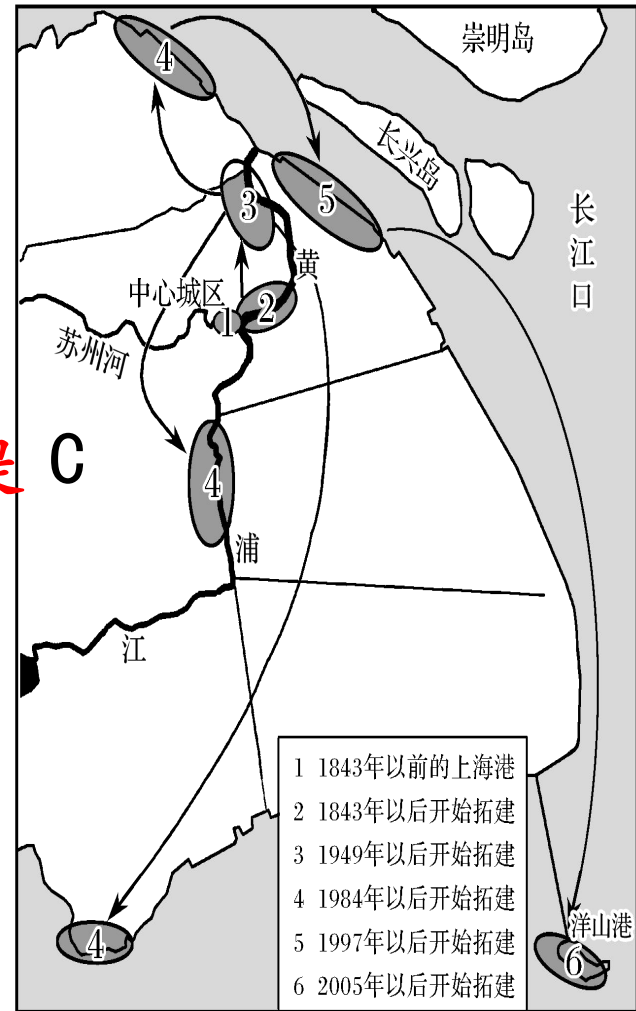 崇明岛
4
长兴岛
5
3
长江口
黄
中心城区
2
1
苏州河
C
4
浦
江
1 1843年以前的上海港
2 1843年以后开始拓建
3 1949年以后开始拓建
4 1984年以后开始拓建
5 1997年以后开始拓建
6 2005年以后开始拓建
洋山港
4
6